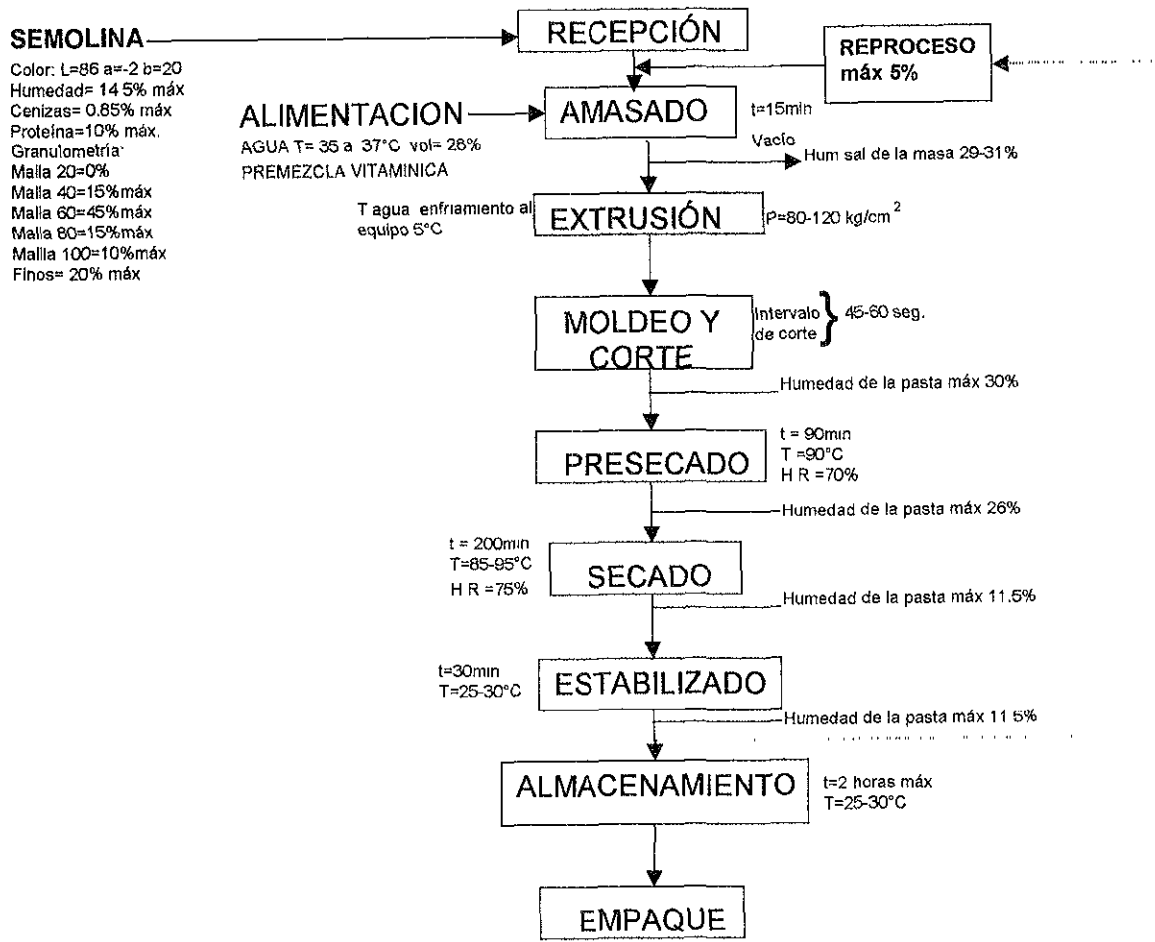 SEMOLINA
Color: L=86 a=-2 b=20
Humedad= 14 5% máx
Cenizas= 0.85% máx
Proteína=10% máx.
Granulometría
Malla 20=0%
Malla 40=15%máx
Malla 60=45%máx
Malla 80=15%máx
Malla 100=10%máx
Finos= 20% máx
RECEPCIÓN
REPROCESO
máx 5%
ALIMENTACION
AGUA T= 35 a 37°C vol= 28%
PREMEZCLA VITAMINICA
AMASADO
t=15min
Vacío
Hum sal de la masa 29-31%
T agua enfriamiento al
equipo 5°C
EXTRUSIÓN
P=80-120 kg/cm2
MOLDEO Y
CORTE
Intervalo
de corte
} 45-60 seg.
Humedad de la pasta máx 30%
PRESECADO
t = 90min
T =90°C
H R =70%
Humedad de la pasta máx 26%
t = 200min
T=85-95°C
H R =75%
SECADO
Humedad de la pasta máx 11.5%
t=30min
T=25-30°C
ESTABILIZADO
Humedad de la pasta máx 11 5%
ALMACENAMIENTO
t=2 horas máx
T=25-30°C
EMPAQUE